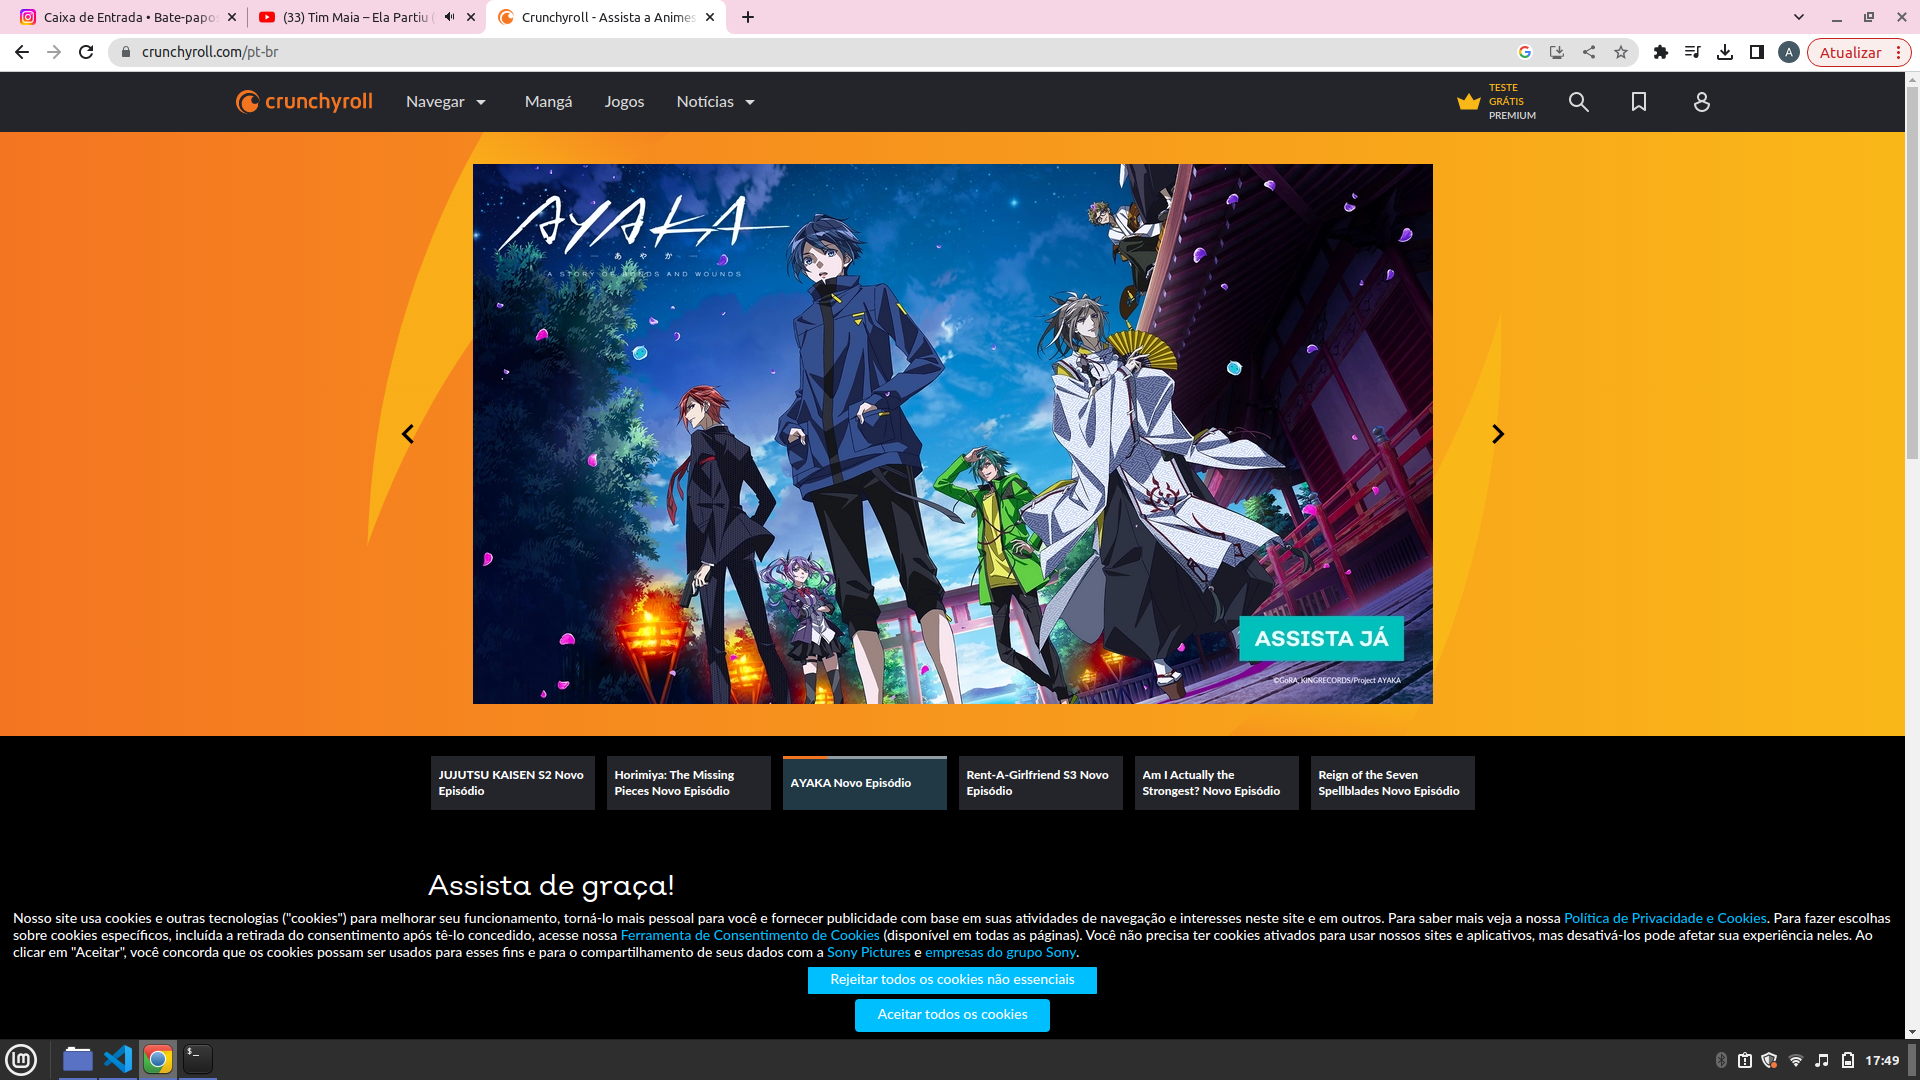 Caixa de Entrada • Bate-papo
(33) Tim Maia – Ela Partiu
Crunchyroll - Assista a Animes
crunchyroll.com/pt-br
A
Atualizar
crunchyroll
Navegar
Mangá
Jogos
Notícias
TESTE
GRÁTIS
PREMIUM
AYAKA
あやか
A STORY OF BONDS AND WOUNDS
ASSISTA JÁ
©GoRA, KINGRECORDS/Project AYAKA
JUJUTSU KAISEN S2 Novo
Episódio
Horimiya: The Missing
Pieces Novo Episódio
AYAKA Novo Episódio
Rent-A-Girlfriend S3 Novo
Episódio
Am I Actually the
Strongest? Novo Episódio
Reign of the Seven
Spellblades Novo Episódio
Assista de graça!
Nosso site usa cookies e outras tecnologias ("cookies") para melhorar seu funcionamento, torná-lo mais pessoal para você e fornecer publicidade com base em suas atividades de navegação e interesses neste site e em outros. Para saber mais veja a nossa Política de Privacidade e Cookies. Para fazer escolhas
sobre cookies específicos, incluída a retirada do consentimento após tê-lo concedido, acesse nossa Ferramenta de Consentimento de Cookies (disponível em todas as páginas). Você não precisa ter cookies ativados para usar nossos sites e aplicativos, mas desativá-los pode afetar sua experiência neles. Ao
clicar em "Aceitar", você concorda que os cookies possam ser usados para esses fins e para o compartilhamento de seus dados com a Sony Pictures e empresas do grupo Sony.
Rejeitar todos os cookies não essenciais
Aceitar todos os cookies
17:49